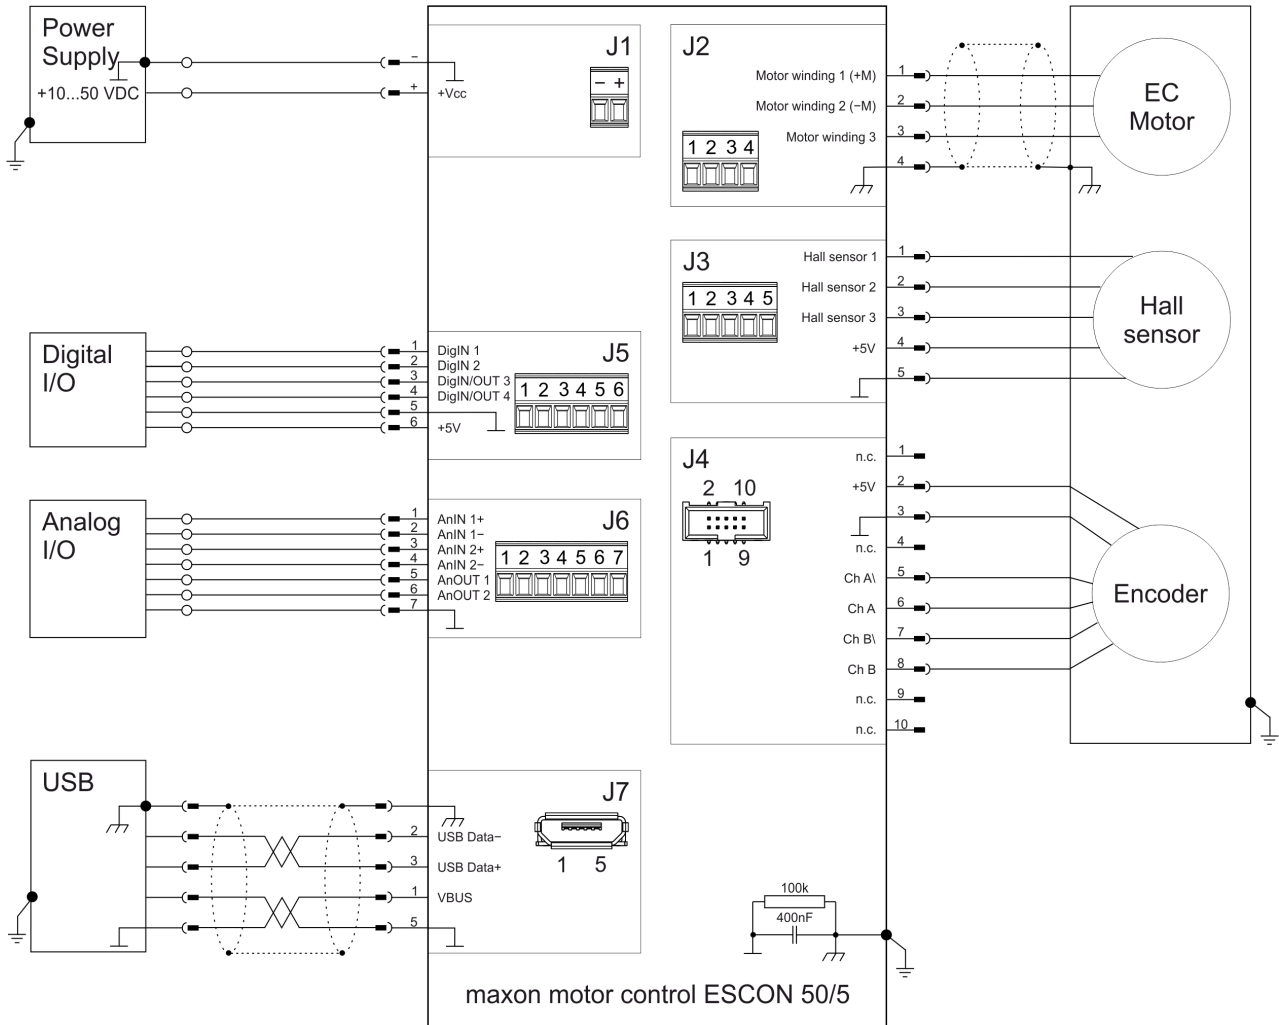 Power
Supply
+10...50 VDC
−
+
+Vcc
J1
− +
J2
1 2 3 4
Motor winding 1 (+M)
Motor winding 2 (−M)
Motor winding 3
1
2
3
4
EC
Motor
J3
1 2 3 4 5
Hall sensor 1
Hall sensor 2
Hall sensor 3
+5V
1
2
3
4
5
Hall
sensor
Digital
I/O
1
2
3
4
5
6
DigIN 1
DigIN 2
DigIN/OUT 3
DigIN/OUT 4
+5V
J5
1 2 3 4 5 6
J4
2 10
1 9
n.c.
+5V
n.c.
Ch A\
Ch A
Ch B\
Ch B
n.c.
n.c.
1
2
3
4
5
6
7
8
9
10
Encoder
Analog
I/O
1
2
3
4
5
6
7
AnIN 1+
AnIN 1−
AnIN 2+
AnIN 2−
AnOUT 1
AnOUT 2
J6
1 2 3 4 5 6 7
USB
2
3
1
5
USB Data−
USB Data+
VBUS
J7
1 5
100k
400nF
maxon motor control ESCON 50/5